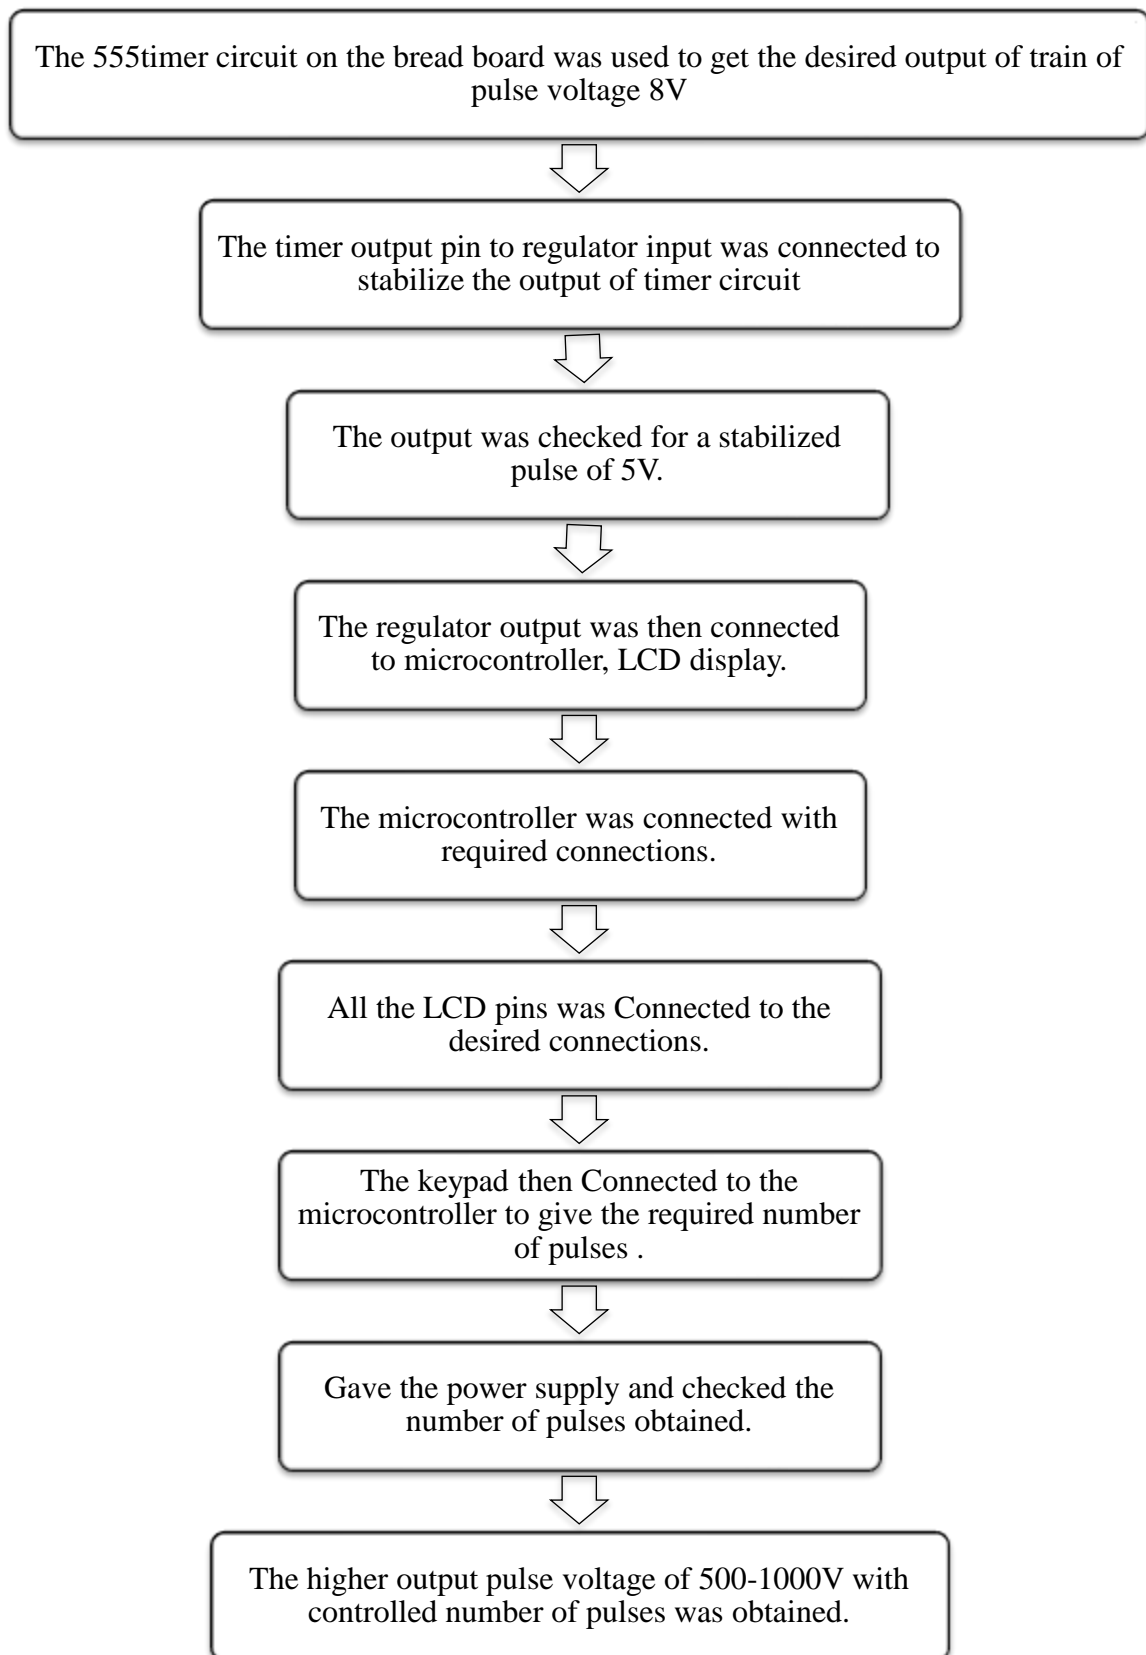 The 555timer circuit on the bread board was used to get the desired output of train of
pulse voltage 8V
The timer output pin to regulator input was connected to
stabilize the output of timer circuit
The output was checked for a stabilized
pulse of 5V.
The regulator output was then connected
to microcontroller, LCD display.
The microcontroller was connected with
required connections.
All the LCD pins was Connected to the
desired connections.
The keypad then Connected to the
microcontroller to give the required number
of pulses .
Gave the power supply and checked the
number of pulses obtained.
The higher output pulse voltage of 500-1000V with
controlled number of pulses was obtained.